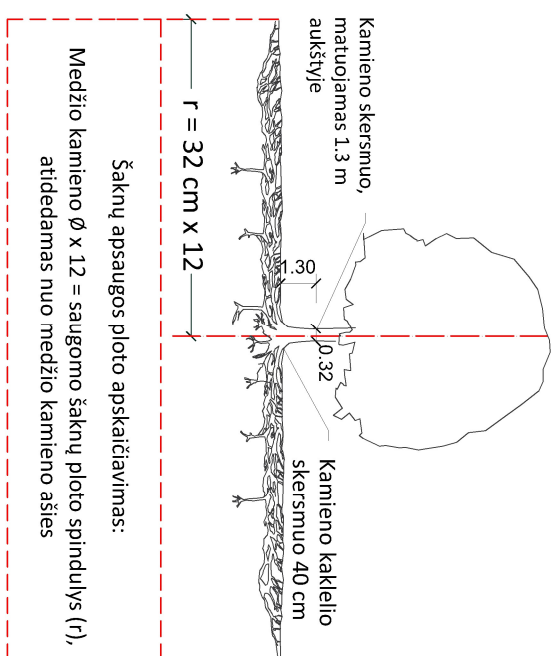 Kamieno skersmuo,
matuojamas 1.3 m
aukštyje
1.30
0.32
Kamieno kaklelio
skersmuo 40 cm
r = 32 cm x 12
Šaknų apsaugos ploto apskaičiavimas:
Medžio kamieno Ø x 12 = saugomo šaknų ploto spindulys (r),
atidedamas nuo medžio kamieno ašies